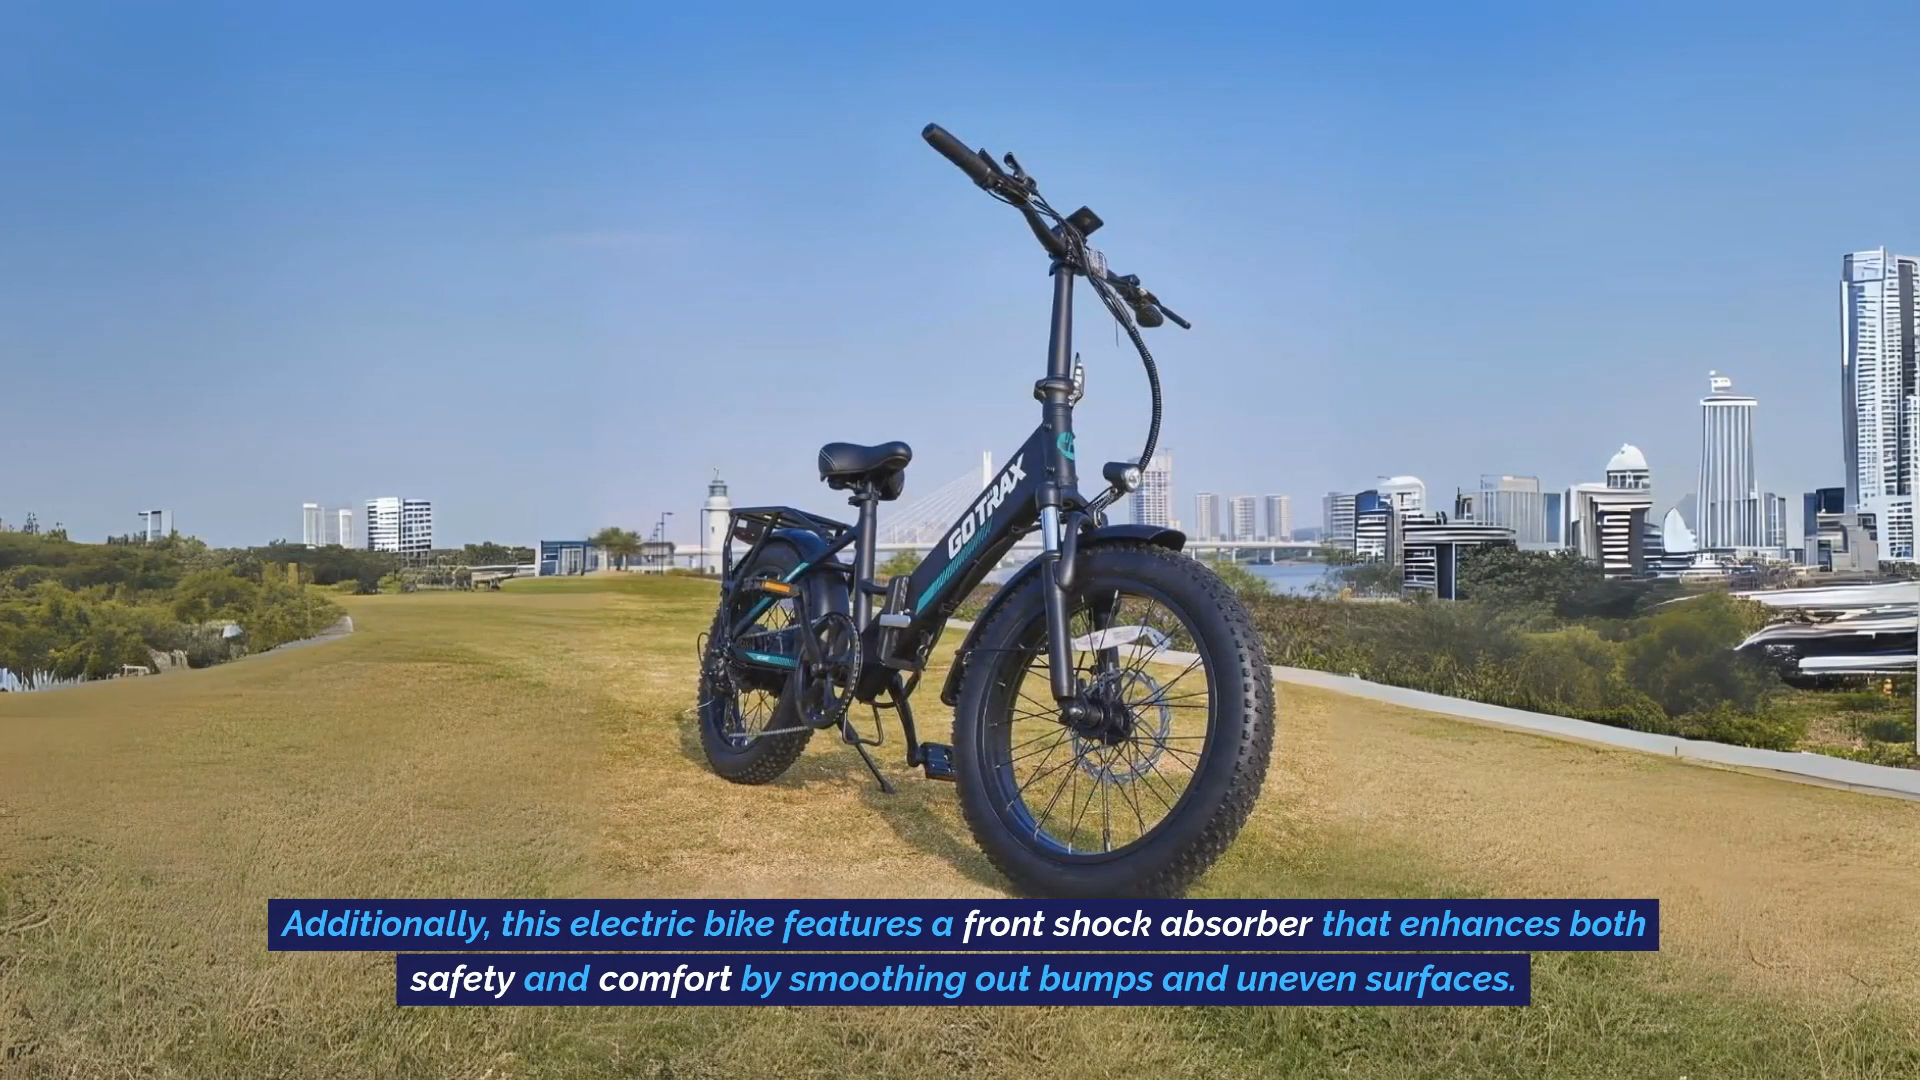 GOTRAX
Additionally, this electric bike features a front shock absorber that enhances both
safety and comfort by smoothing out bumps and uneven surfaces.